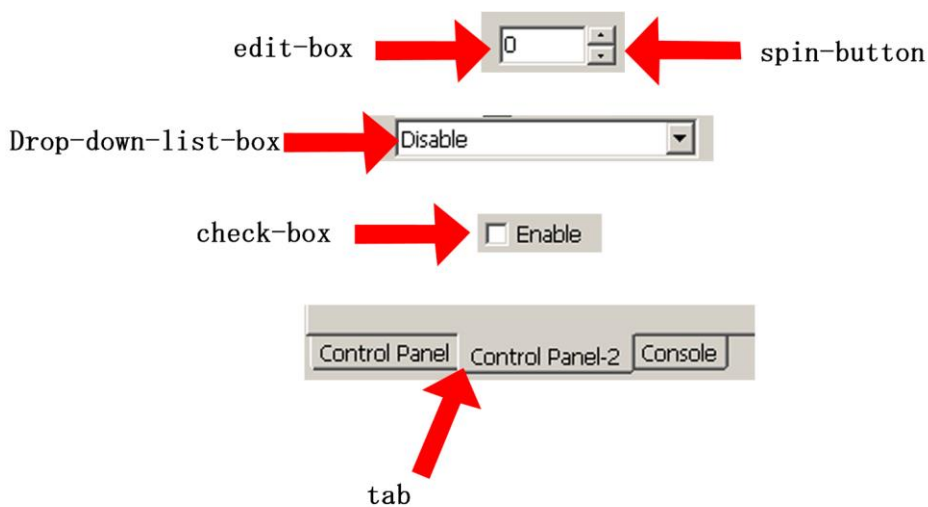 edit-box 0 spin-button
Drop-down-list-box Disable
check-box Enable
Control Panel Control Panel-2 Console
tab